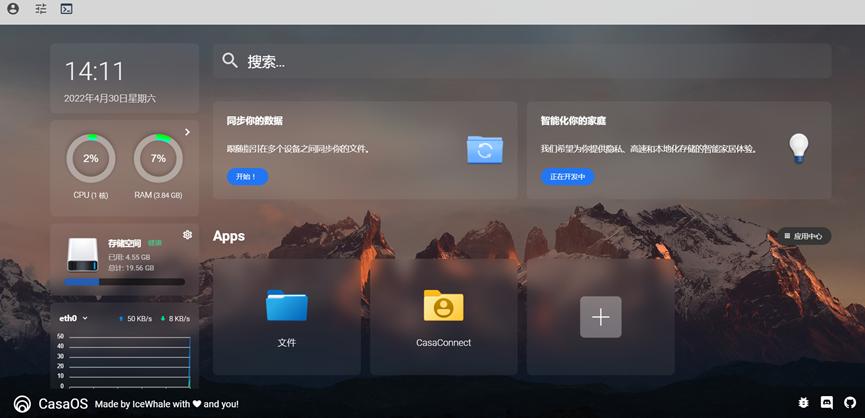 14:11
2022年4月30日星期六
搜索...
2%
7%
CPU (1 核)
RAM (3.84 GB)
同步你的数据
跟随指引在多个设备之间同步你的文件。
开始！
智能化你的家庭
我们希望为你提供隐私、高速和本地化存储的智能家居体验。
正在开发中
存储空间 健康
已用: 4.55 GB
总计: 19.56 GB
Apps
应用中心
文件
CasaConnect
eth0
50 KB/s
8 KB/s
50
40
30
20
10
0
CasaOS Made by IceWhale with ❤ and you!